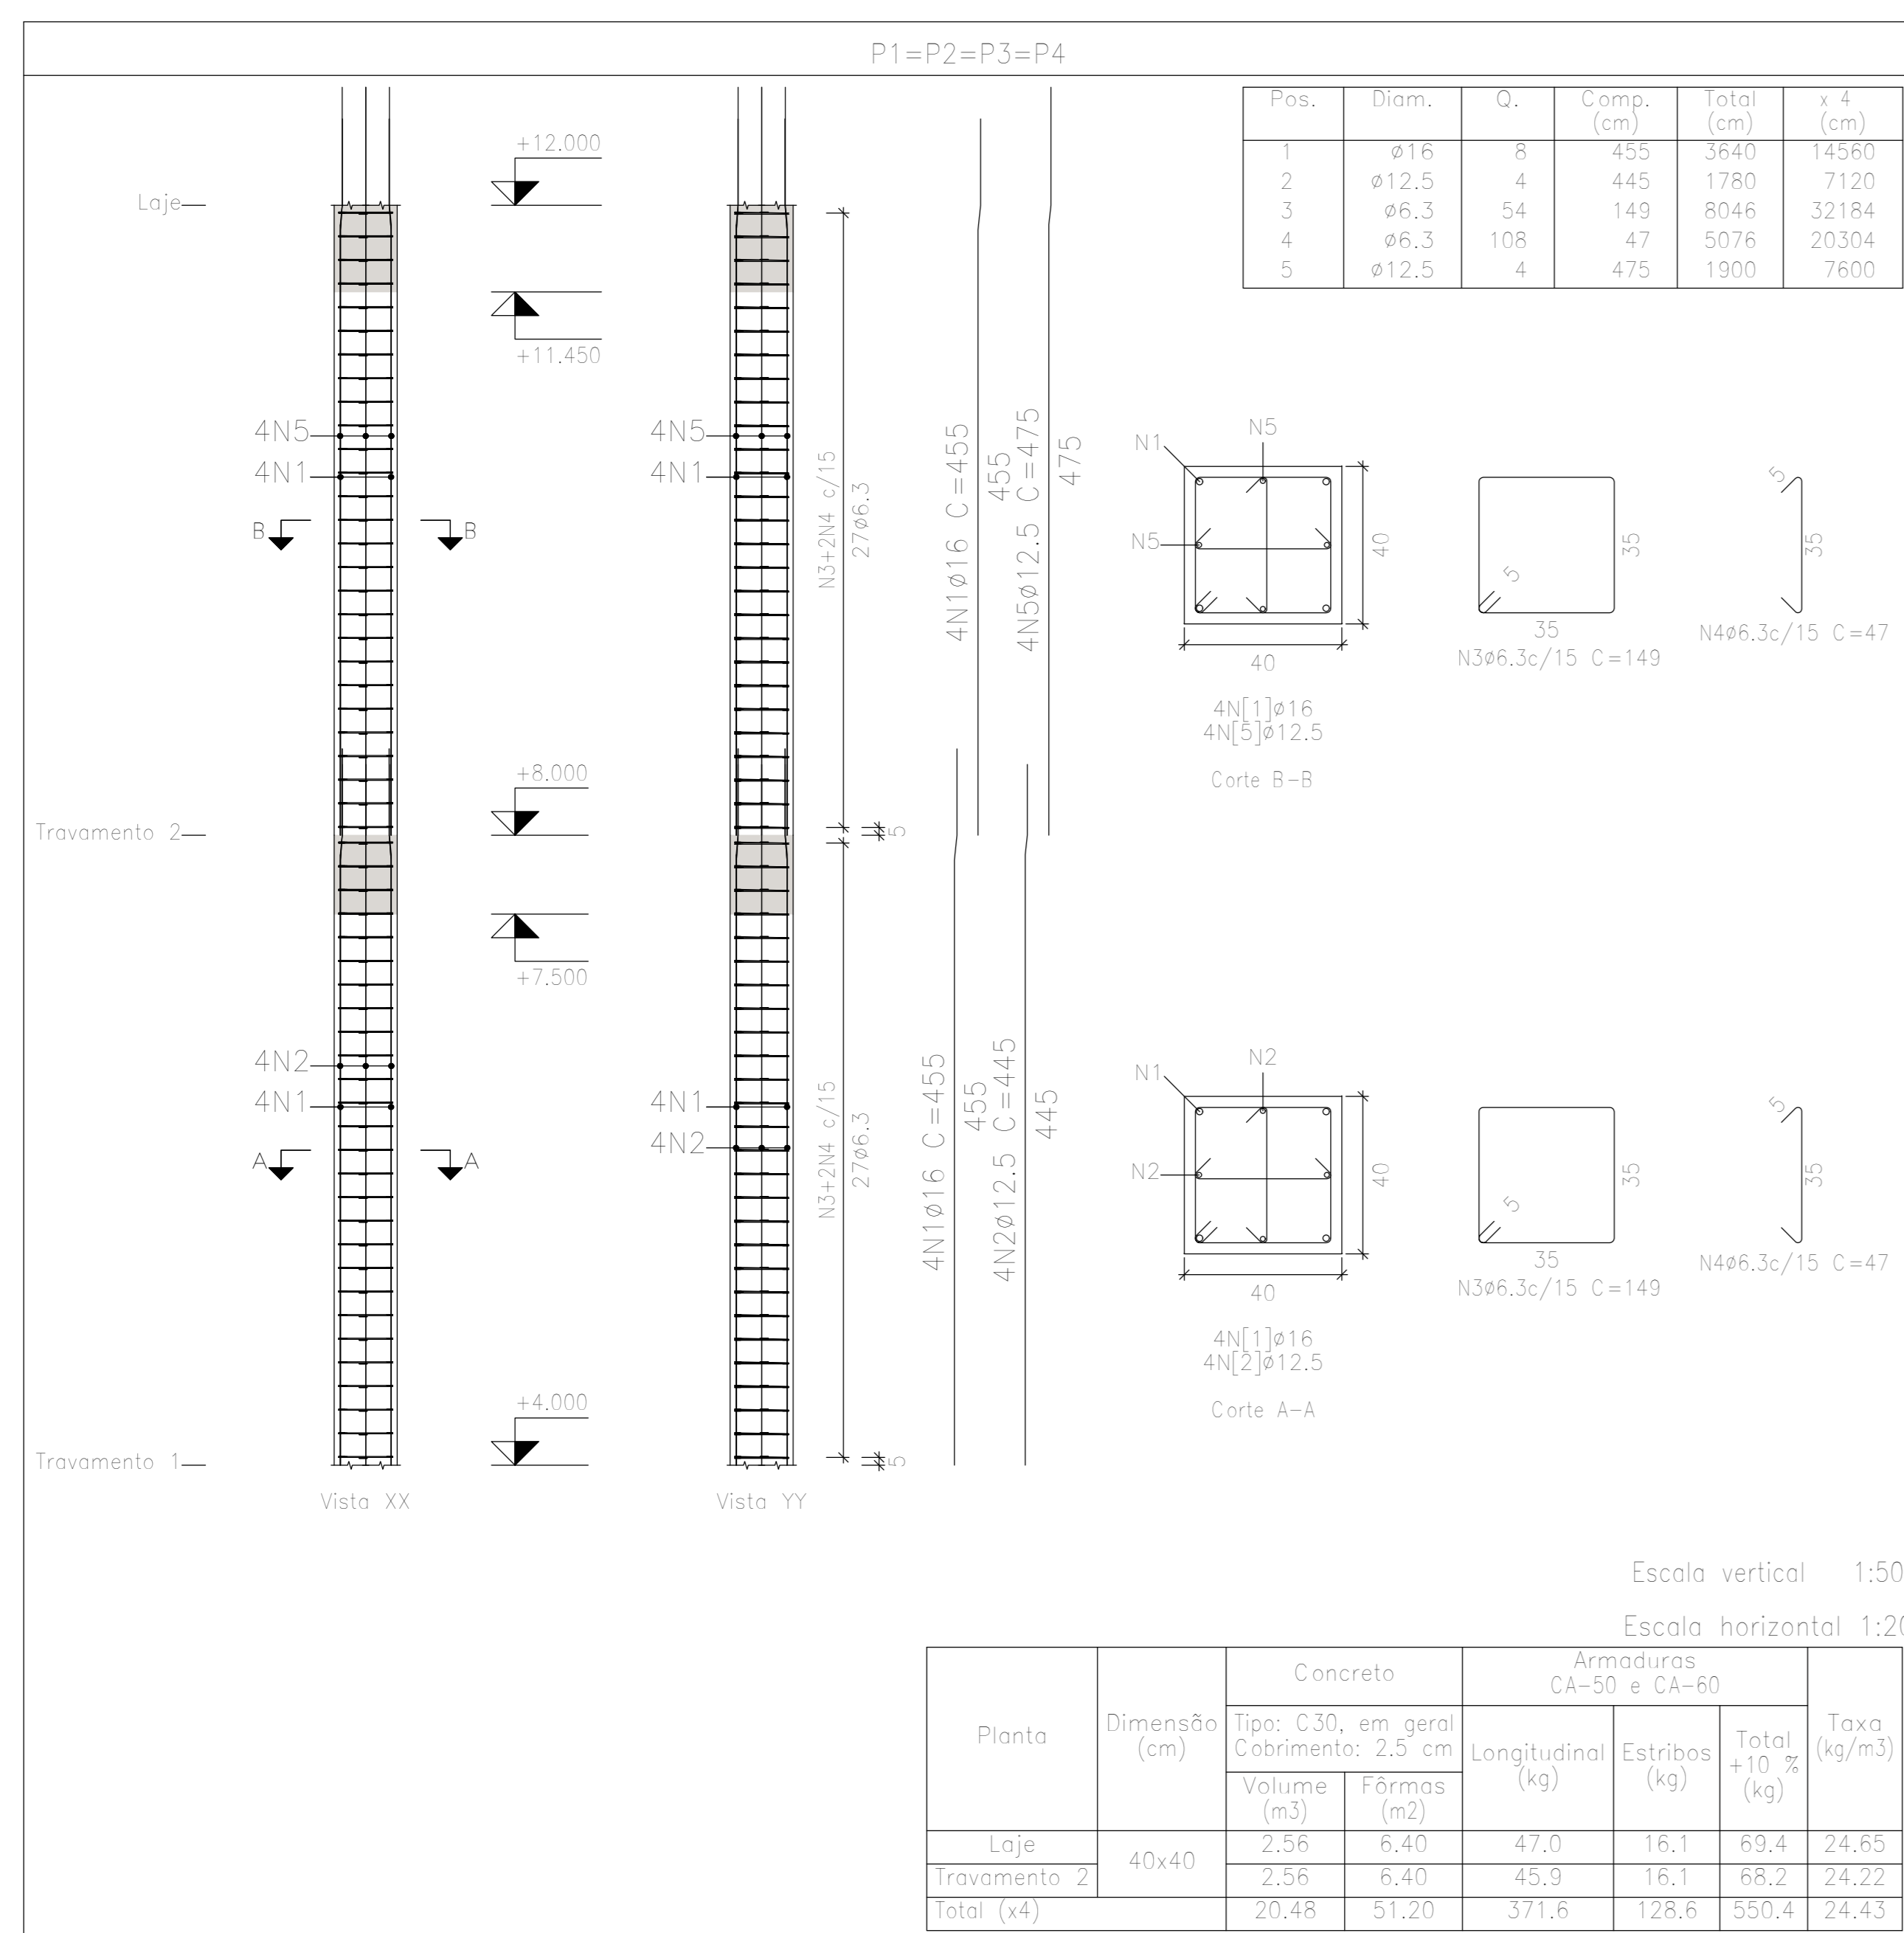 P1=P2=P3=P4
Pos. Diam. Q. Comp. (cm) Total (cm) x 4 (cm)
1 ø16 8 455 3640 14560
2 ø12.5 4 445 1780 7120
3 ø6.3 54 149 8046 32184
4 ø6.3 108 47 5076 20304
5 ø12.5 4 475 1900 7600
+12.000
Laje
+11.450
4N5
4N1
B B
4N5
4N1
N3+2N4 c/15
27ø6.3
4N1ø16 C=455
455
4N5ø12.5 C=475
475
N1 N5
N5
40
40
4N[1]ø16
4N[5]ø12.5
Corte B-B
5
35
35
N3ø6.3c/15 C=149
5
35
N4ø6.3c/15 C=47
+8.000
Travamento 2
5
+7.500
4N2
4N1
A A
4N1
4N2
N3+2N4 c/15
27ø6.3
4N1ø16 C=455
455
4N2ø12.5 C=445
445
N1 N2
N2
40
40
4N[1]ø16
4N[2]ø12.5
Corte A-A
5
35
35
N3ø6.3c/15 C=149
5
35
N4ø6.3c/15 C=47
+4.000
Travamento 1
5
Vista XX
Vista YY
Escala vertical 1:50
Escala horizontal 1:20
Planta
Dimensão (cm)
Concreto
Tipo: C30, em geral
Cobrimento: 2.5 cm
Volume (m3)
Fôrmas (m2)
Armaduras
CA-50 e CA-60
Longitudinal (kg)
Estribos (kg)
Total +10 % (kg)
Taxa (kg/m3)
Laje 40x40 2.56 6.40 47.0 16.1 69.4 24.65
Travamento 2 2.56 6.40 45.9 16.1 68.2 24.22
Total (x4) 20.48 51.20 371.6 128.6 550.4 24.43